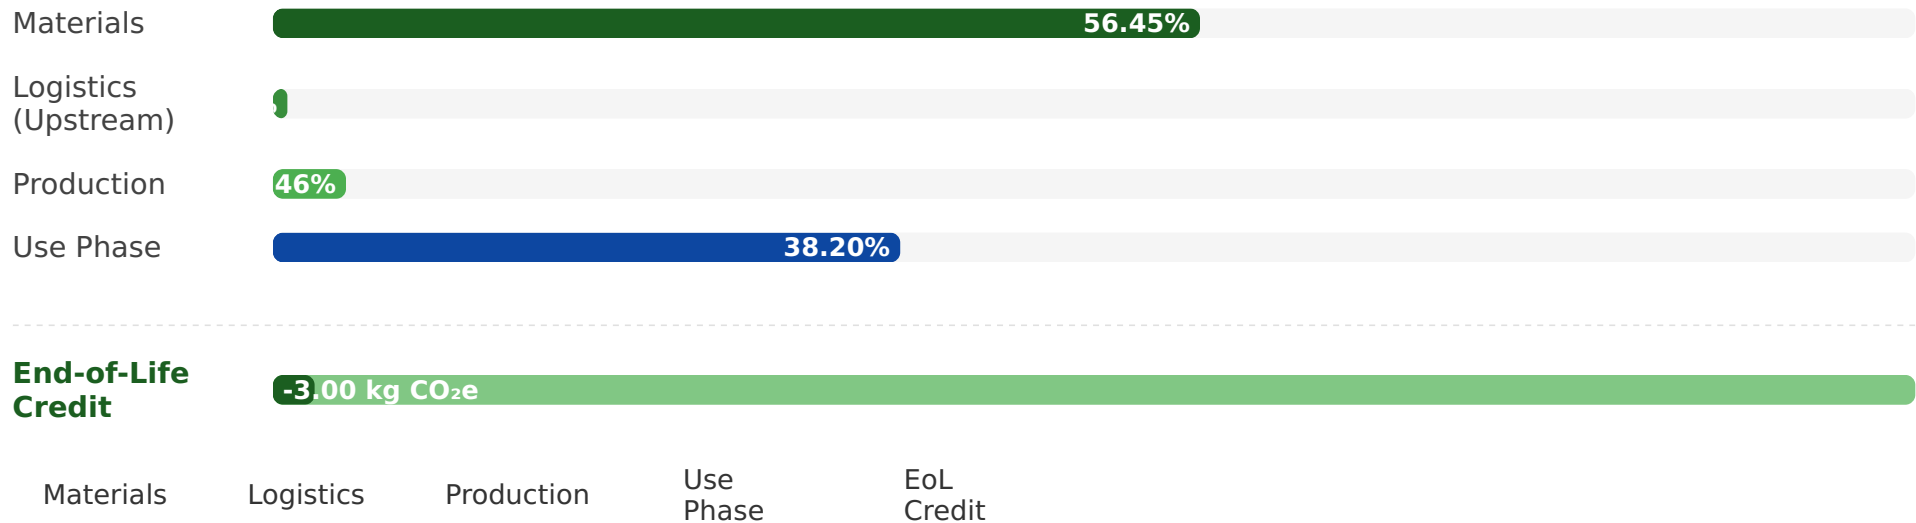 Materials
56.45%
Logistics
(Upstream)
Production
46%
Use Phase
38.20%
End-of-Life
Credit
-3.00 kg CO₂e
Materials
Logistics
Production
Use
Phase
EoL
Credit